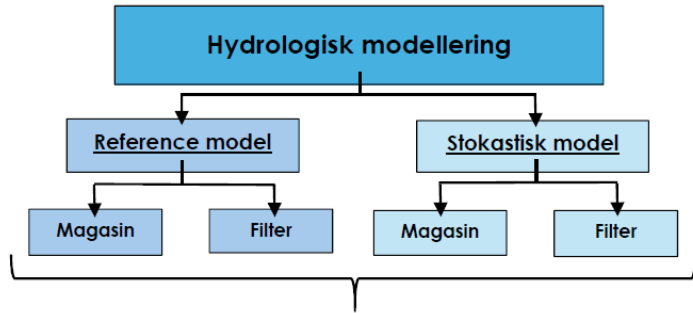 Hydrologisk modellering
Reference model
Stokastisk model
Magasin
Filter
Magasin
Filter